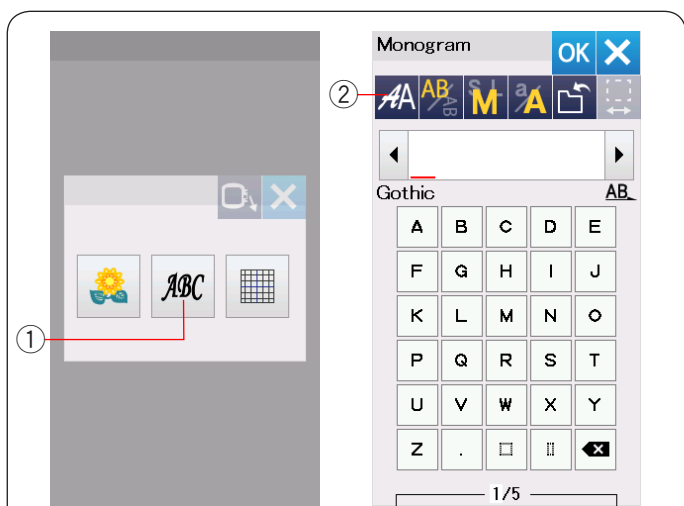 Monogram
OK
②
AA
AB
AB
S L
M
a
A
Gothic
AB
A B C D E
F G H I J
ABC
①
K L M N O
P Q R S T
U V W X Y
Z .
1/5